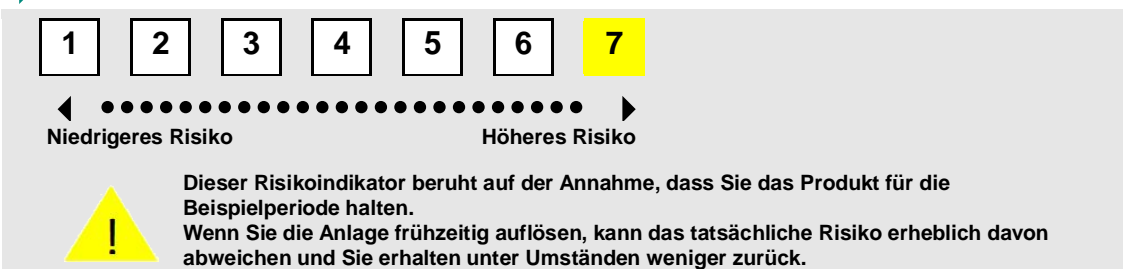 1 2 3 4 5 6 7
Niedrigeres Risiko Höheres Risiko
Dieser Risikoindikator beruht auf der Annahme, dass Sie das Produkt für die
Beispielperiode halten.
! Wenn Sie die Anlage frühzeitig auflösen, kann das tatsächliche Risiko erheblich davon
abweichen und Sie erhalten unter Umständen weniger zurück.